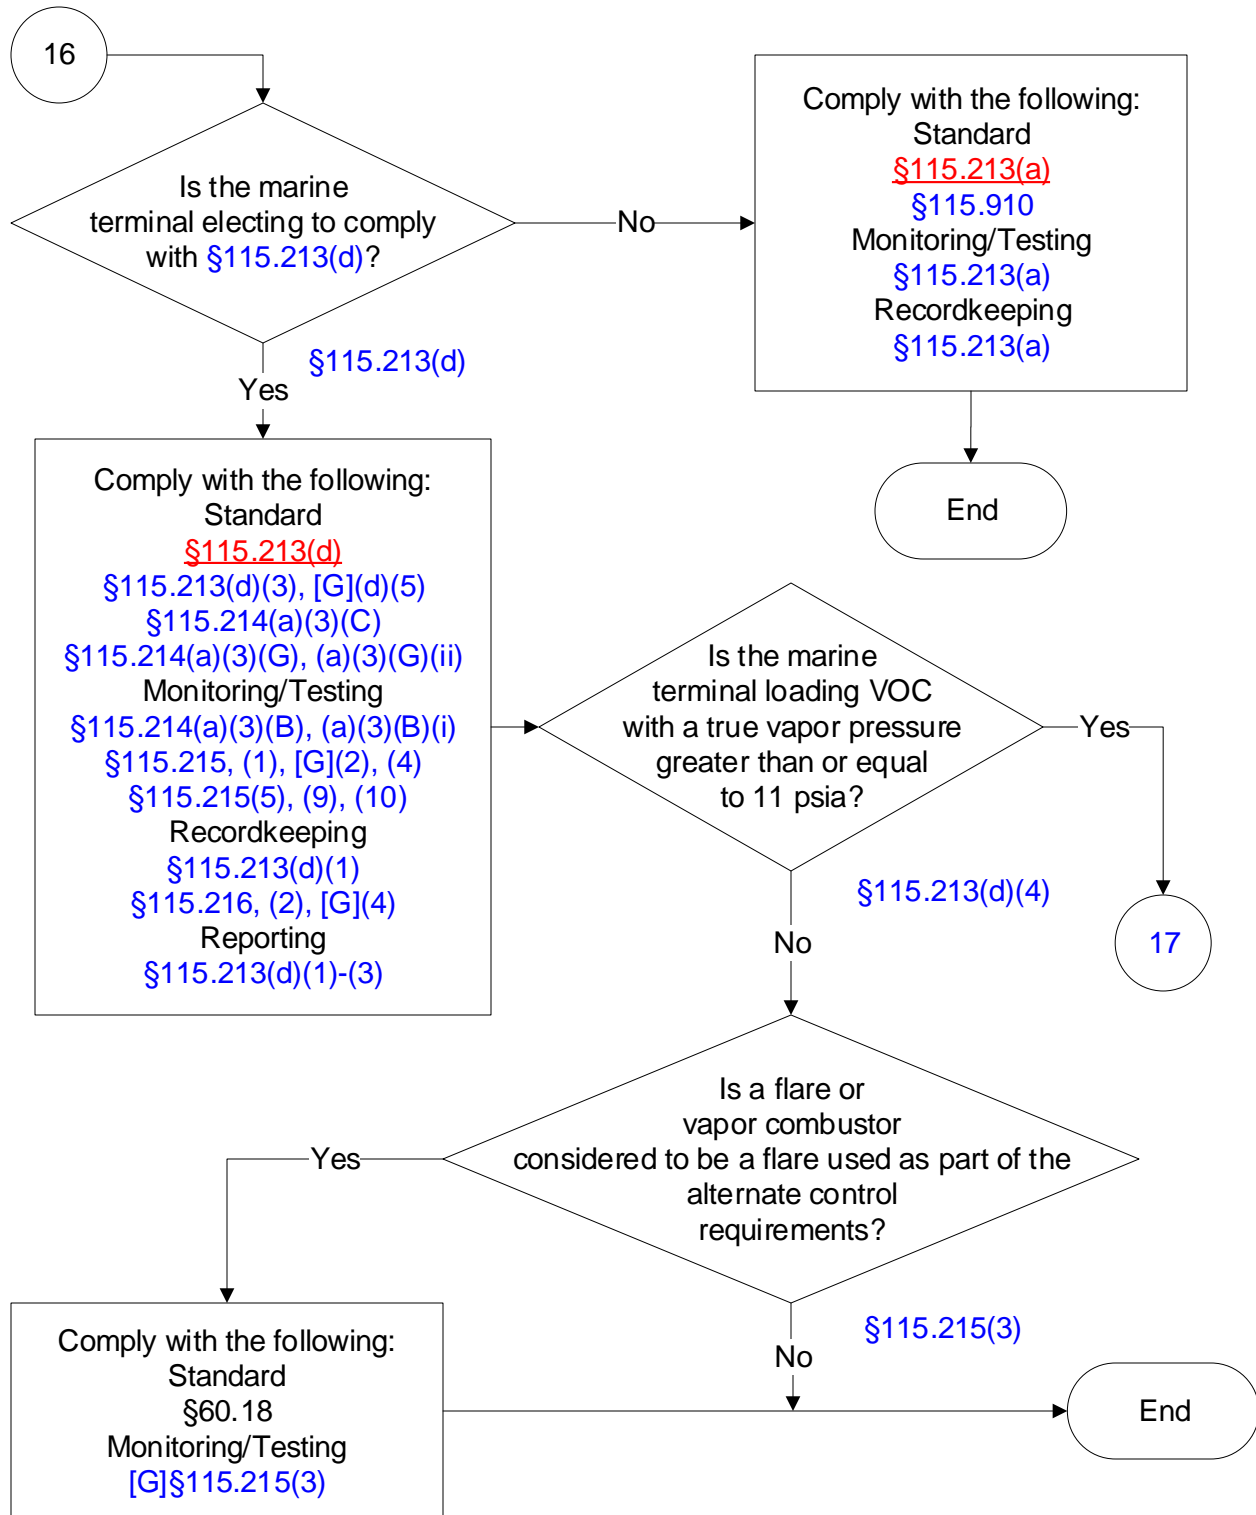 16
Is the marine
terminal electing to comply
with §115.213(d)?
No
Comply with the following:
Standard
§115.213(a)
§115.910
Monitoring/Testing
§115.213(a)
Recordkeeping
§115.213(a)
End
§115.213(d)
Yes
Comply with the following:
Standard
§115.213(d)
§115.213(d)(3), [G](d)(5)
§115.214(a)(3)(C)
§115.214(a)(3)(G), (a)(3)(G)(ii)
Monitoring/Testing
§115.214(a)(3)(B), (a)(3)(B)(i)
§115.215, (1), [G](2), (4)
§115.215(5), (9), (10)
Recordkeeping
§115.213(d)(1)
§115.216, (2), [G](4)
Reporting
§115.213(d)(1)-(3)
Is the marine
terminal loading VOC
with a true vapor pressure
greater than or equal
to 11 psia?
Yes
17
§115.213(d)(4)
No
Is a flare or
vapor combustor
considered to be a flare used as part of the
alternate control
requirements?
Yes
§115.215(3)
No
Comply with the following:
Standard
§60.18
Monitoring/Testing
[G]§115.215(3)
End